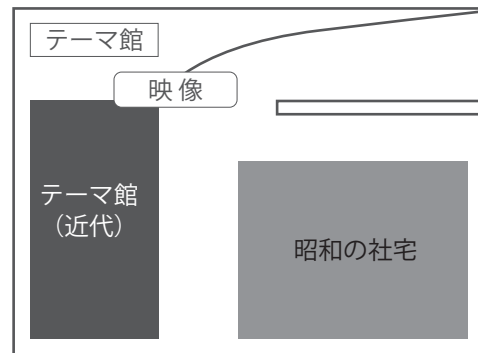 テーマ館
映像
テーマ館
（近代）
昭和の社宅